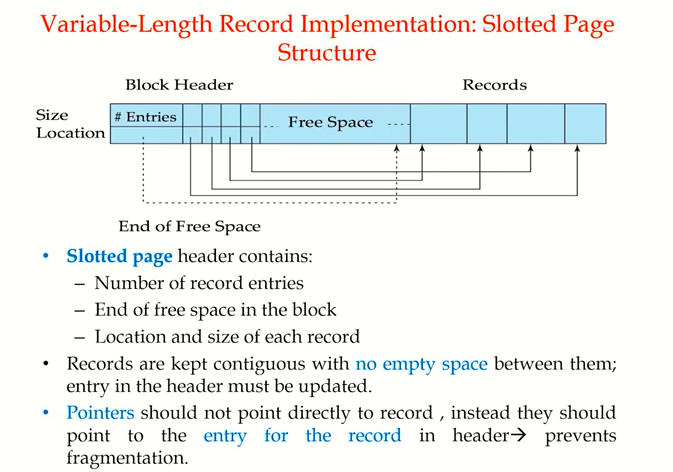 Variable-Length Record Implementation: Slotted Page
Structure
Block Header
Records
Size
# Entries
Location
Free Space
End of Free Space
• Slotted page header contains:
– Number of record entries
– End of free space in the block
– Location and size of each record
• Records are kept contiguous with no empty space between them;
entry in the header must be updated.
• Pointers should not point directly to record , instead they should
point to the entry for the record in header→ prevents
fragmentation.